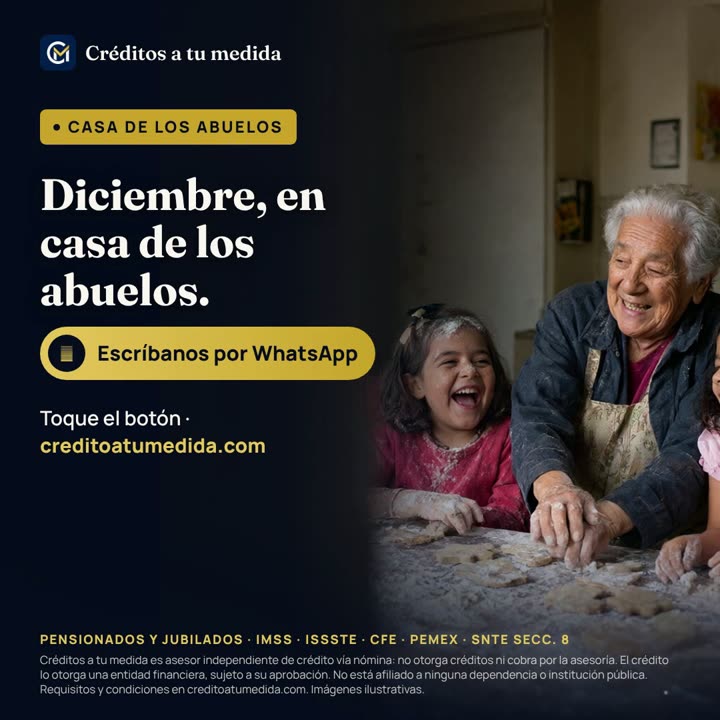 Créditos a tu medida
• CASA DE LOS ABUELOS
Diciembre, en
casa de los
abuelos.
Escríbanos por WhatsApp
Toque el botón ·
creditoatumedida.com
PENSIONADOS Y JUBILADOS · IMSS · ISSSTE · CFE · PEMEX · SNTE SECC. 8
Créditos a tu medida es asesor independiente de crédito vía nómina: no otorga créditos ni cobra por la asesoría. El crédito
lo otorga una entidad financiera, sujeto a su aprobación. No está afiliado a ninguna dependencia o institución pública.
Requisitos y condiciones en creditoatumedida.com. Imágenes ilustrativas.